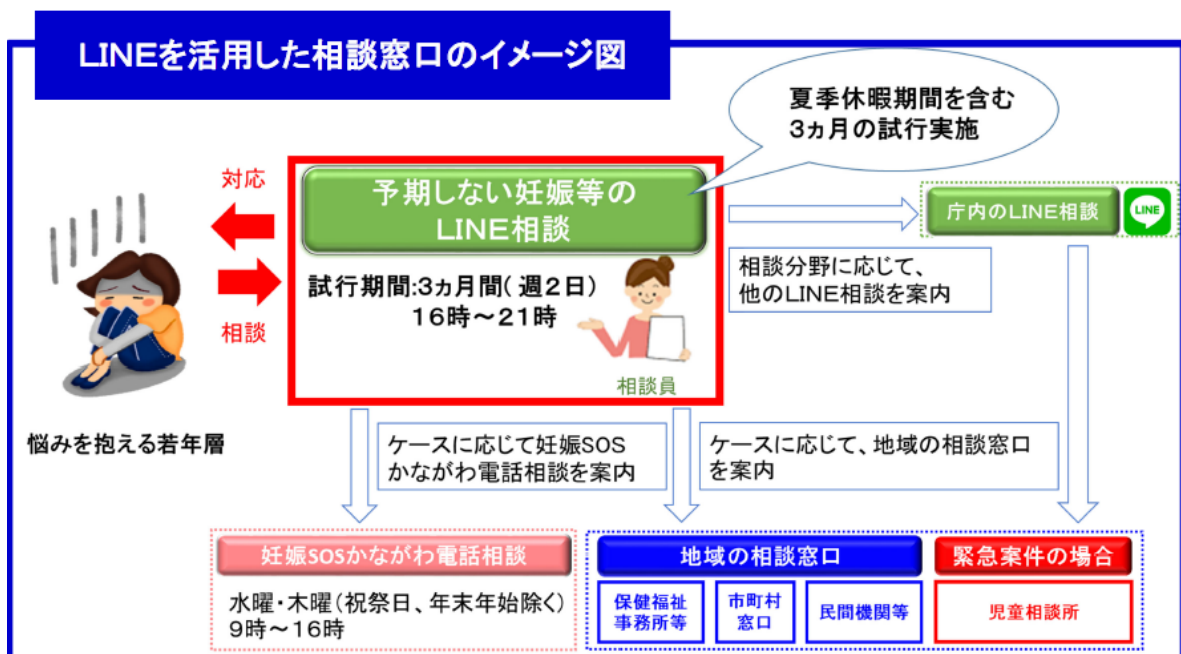 LINEを活用した相談窓口のイメージ図
夏季休暇期間を含む
3ヵ月の試行実施
対応
相談
予期しない妊娠等の
LINE相談
試行期間:3ヵ月間(週2日)
16時～21時
相談員
庁内のLINE相談
LINE
相談分野に応じて、
他のLINE相談を案内
悩みを抱える若年層
ケースに応じて妊娠SOS
かながわ電話相談を案内
ケースに応じて、地域の相談窓口
を案内
妊娠SOSかながわ電話相談
水曜・木曜(祝祭日、年末年始除く)
9時～16時
地域の相談窓口
保健福祉
事務所等
市町村
窓口
民間機関等
緊急案件の場合
児童相談所